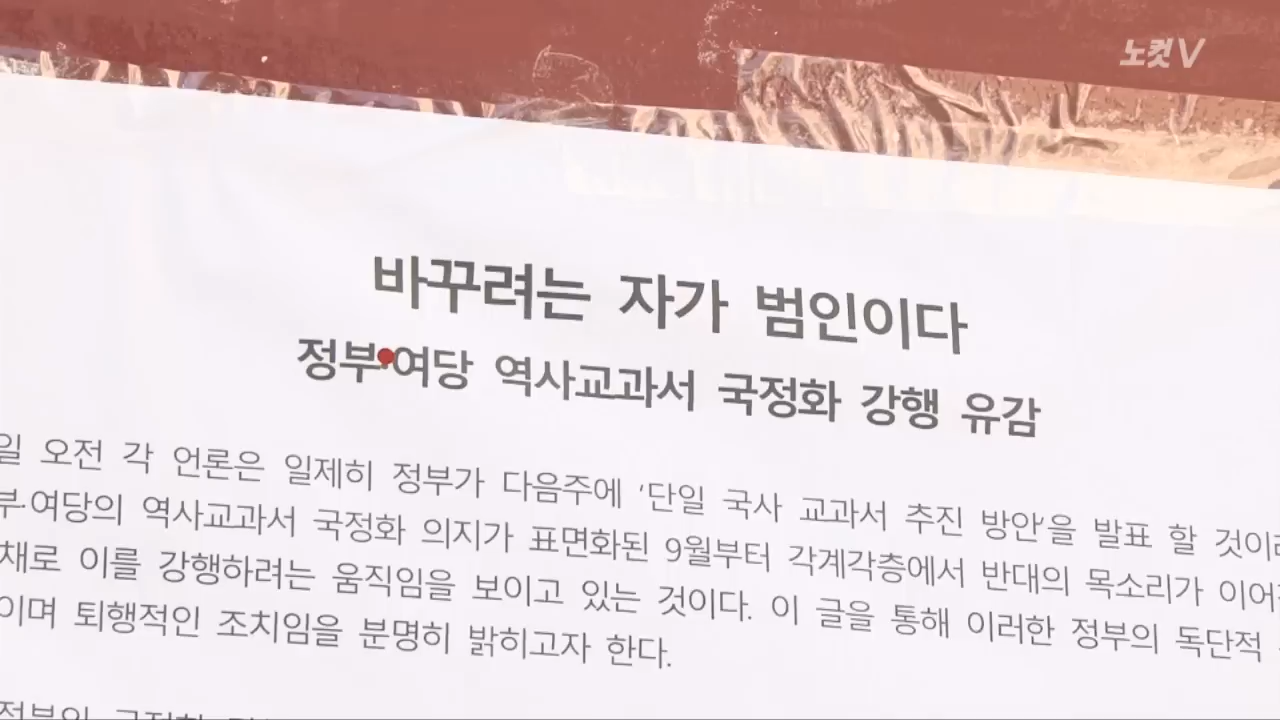 노컷V
바꾸려는 자가 범인이다
정부·여당 역사교과서 국정화 강행 유감
일 오전 각 언론은 일제히 정부가 다음주에 ‘단일 국사 교과서 추진 방안’을 발표 할 것이라
부·여당의 역사교과서 국정화 의지가 표면화된 9월부터 각계각층에서 반대의 목소리가 이어
채로 이를 강행하려는 움직임을 보이고 있는 것이다. 이 글을 통해 이러한 정부의 독단적
이며 퇴행적인 조치임을 분명히 밝히고자 한다.